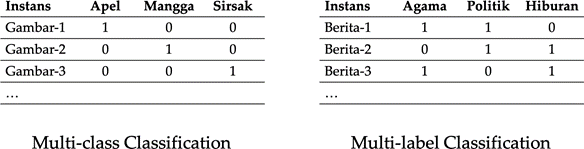 Instans Apel Mangga Sirsak
Gambar-1 1 0 0
Gambar-2 0 1 0
Gambar-3 0 0 1
…
Multi-class Classification
Instans Agama Politik Hiburan
Berita-1 1 1 0
Berita-2 0 1 1
Berita-3 1 0 1
…
Multi-label Classification